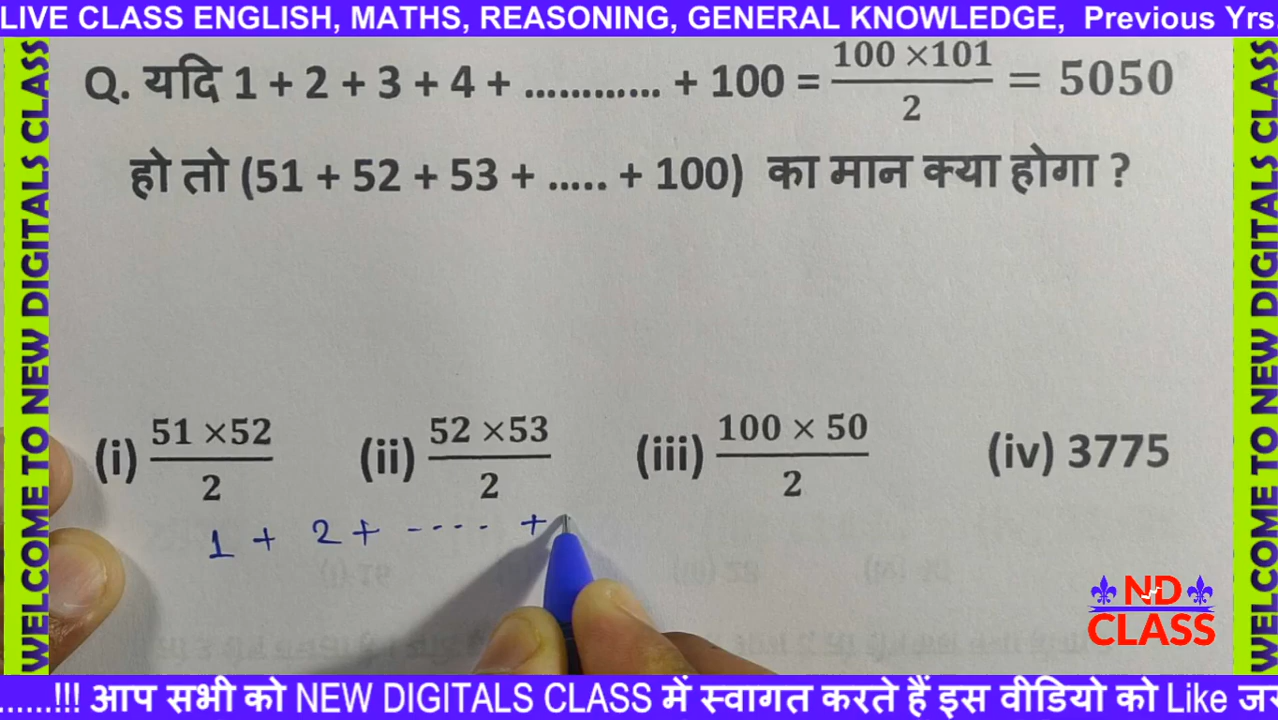 LIVE CLASS ENGLISH, MATHS, REASONING, GENERAL KNOWLEDGE, Previous Yrs
WELCOME TO NEW DIGITALS CLASS
Q. यदि 1 + 2 + 3 + 4 + ............ + 100 = 100 ×101 / 2 = 5050
हो तो (51 + 52 + 53 + ..... + 100) का मान क्या होगा ?
(i) 51 ×52 / 2 (ii) 52 ×53 / 2 (iii) 100 × 50 / 2 (iv) 3775
1 + 2 + ---- +
ND
CLASS
WELCOME TO NEW DIGITALS CLASS
......!!! आप सभी को NEW DIGITALS CLASS में स्वागत करते हैं इस वीडियो को Like